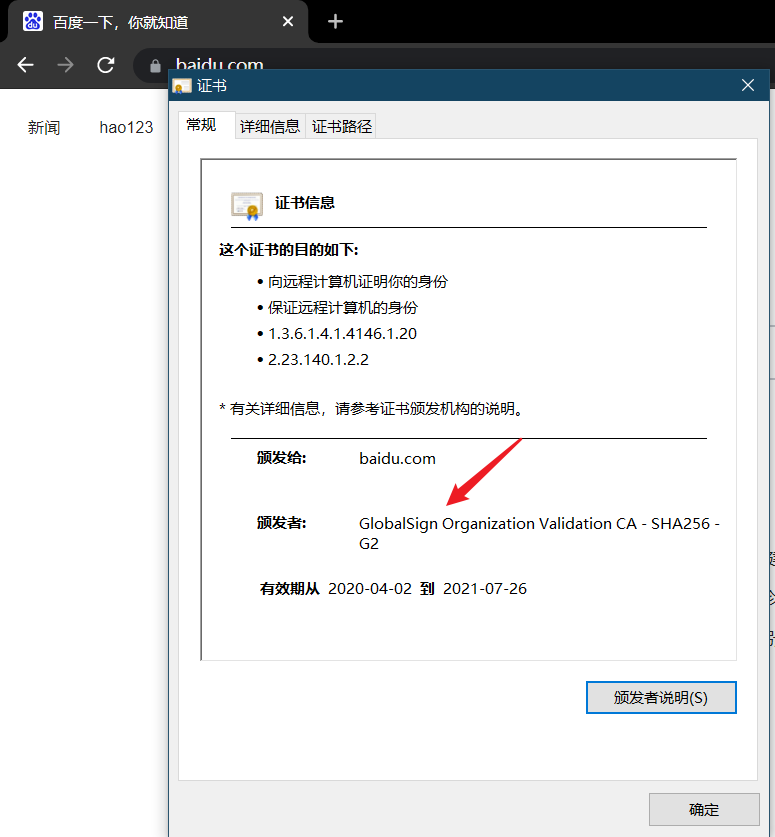 百度一下，你就知道
baidu.com
证书
新闻 hao123
常规 详细信息 证书路径
证书信息
这个证书的目的如下:
• 向远程计算机证明你的身份
• 保证远程计算机的身份
• 1.3.6.1.4.1.4146.1.20
• 2.23.140.1.2.2
* 有关详细信息，请参考证书颁发机构的说明。
颁发给: baidu.com
颁发者: GlobalSign Organization Validation CA - SHA256 -
G2
有效期从 2020-04-02 到 2021-07-26
颁发者说明(S)
确定